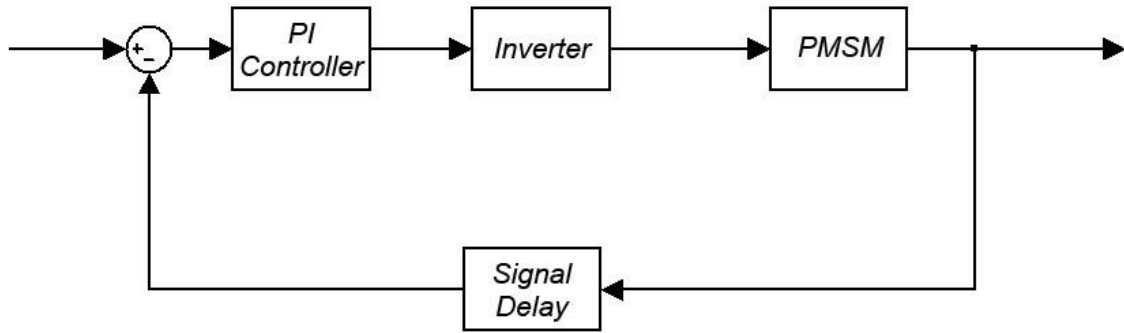 +
-
PI
Controller
Inverter
PMSM
Signal
Delay